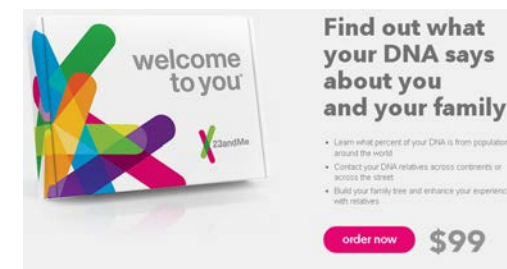 welcome
to you
23andMe
Find out what
your DNA says
about you
and your family
• Learn what percent of your DNA is from population
around the world
• Contact your DNA relatives across continents or
across the street
• Build your family tree and enhance your experienc
with relatives
order now $99